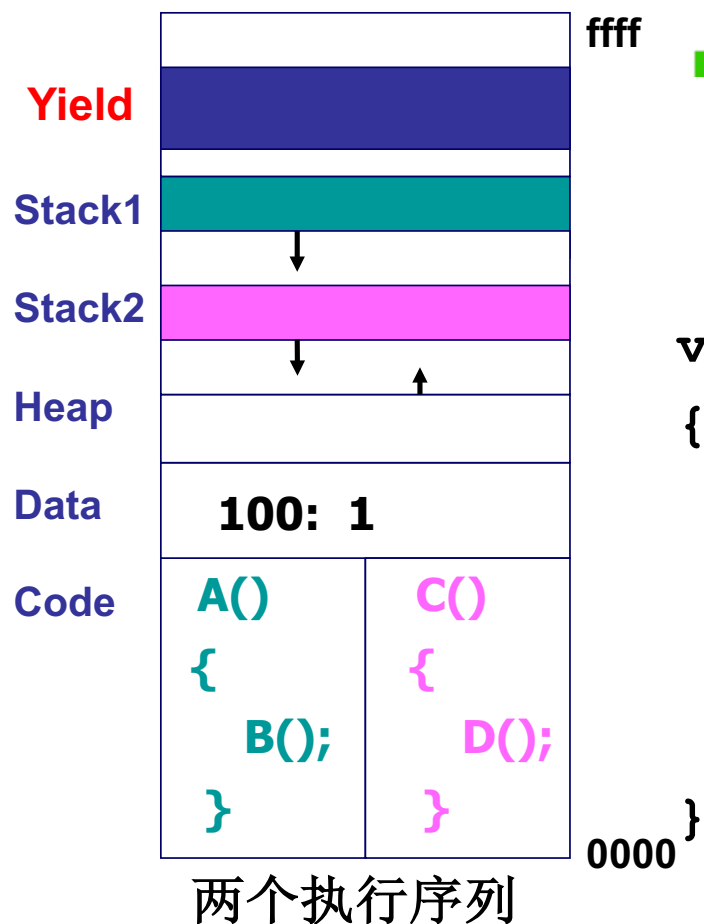 ffff
Yield
Stack1
Stack2
v
Heap
{
Data
100: 1
Code
A()
C()
{
{
B();
D();
}
}
}
0000
两个执行序列